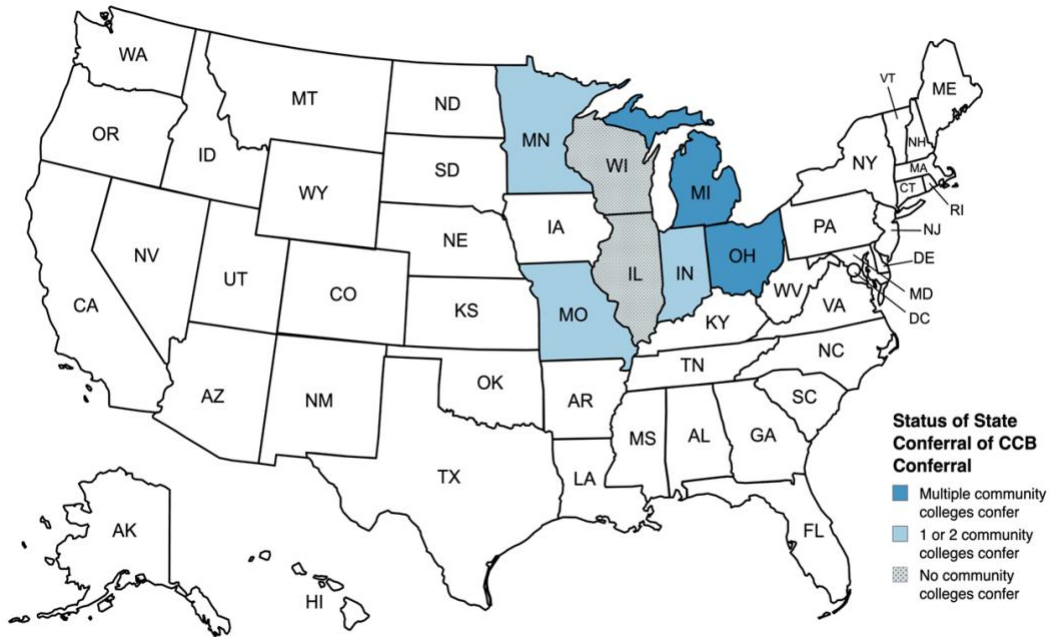 WA
OR
CA
NV
ID
MT
WY
UT
AZ
CO
NM
ND
SD
NE
KS
OK
TX
MN
IA
MO
AR
LA
WI
IL
MS
MI
IN
OH
KY
TN
AL
GA
FL
SC
NC
VA
WV
PA
NY
VT
NH
ME
MA
CT
RI
NJ
DE
MD
DC
AK
HI
Status of State
Conferral of CCB
Conferral
Multiple community
colleges confer
1 or 2 community
colleges confer
No community
colleges confer